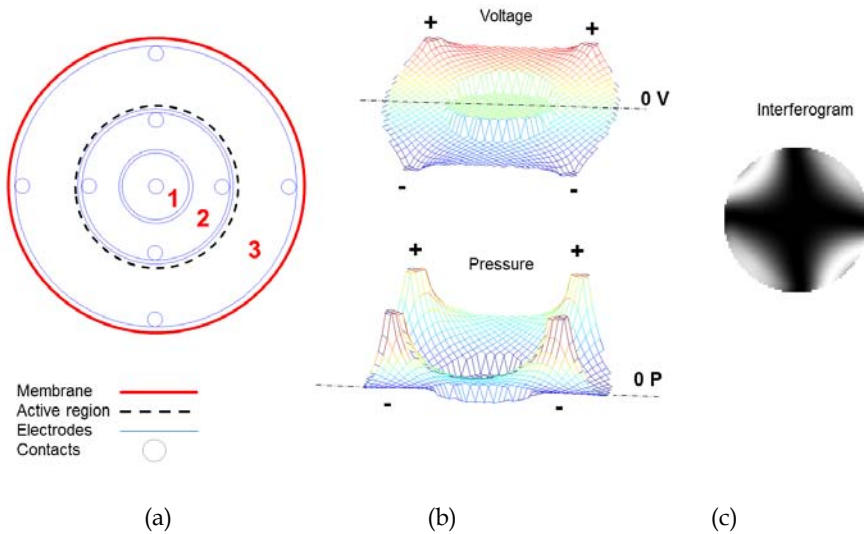 1
2
3
Membrane
Active region
Electrodes
Contacts
+ Voltage +
0 V
- -
+ Pressure +
0 P
- -
Interferogram
(a) (b) (c)